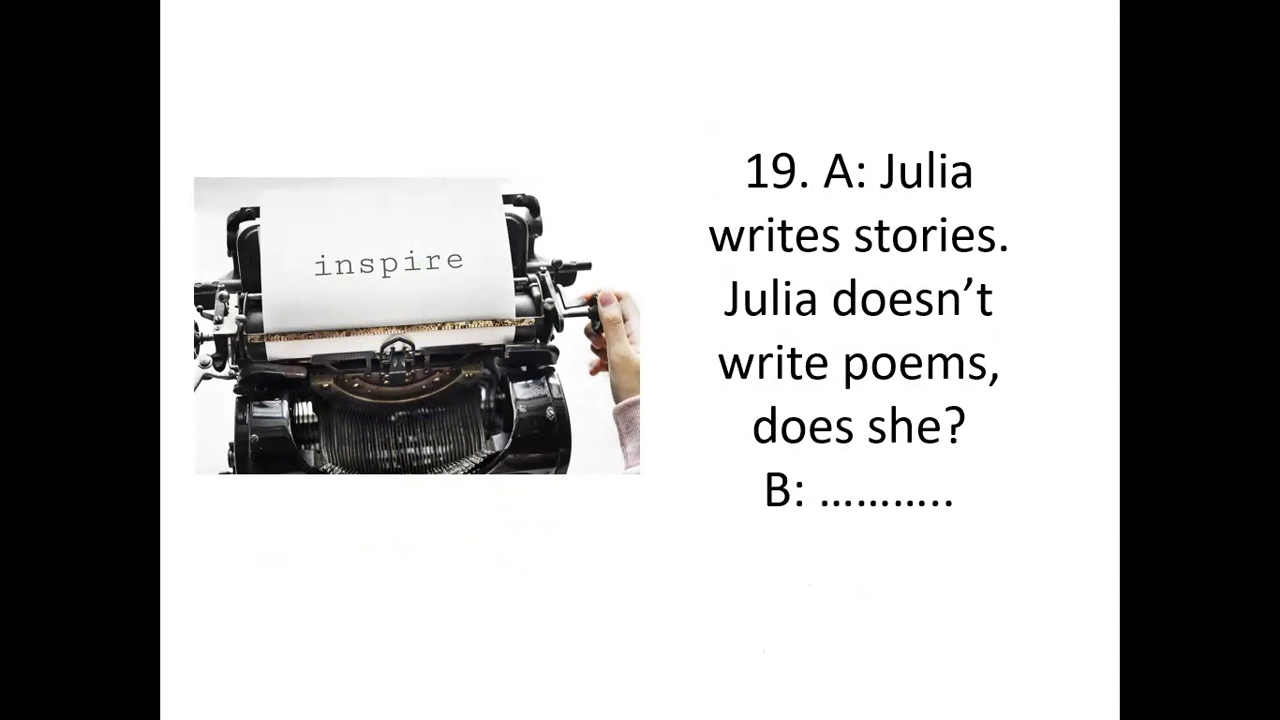 inspire
19. A: Julia
writes stories.
Julia doesn’t
write poems,
does she?
B: ………..